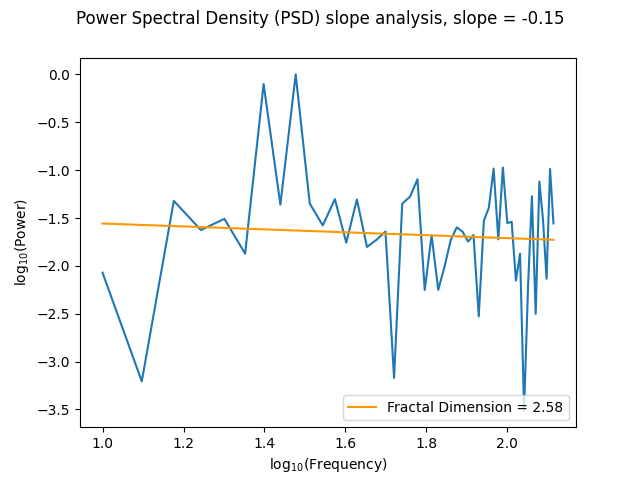 Power Spectral Density (PSD) slope analysis, slope = -0.15
0.0
−0.5
−1.0
−1.5
−2.0
−2.5
−3.0
−3.5
log₁₀(Power)
Fractal Dimension = 2.58
1.0 1.2 1.4 1.6 1.8 2.0
log₁₀(Frequency)